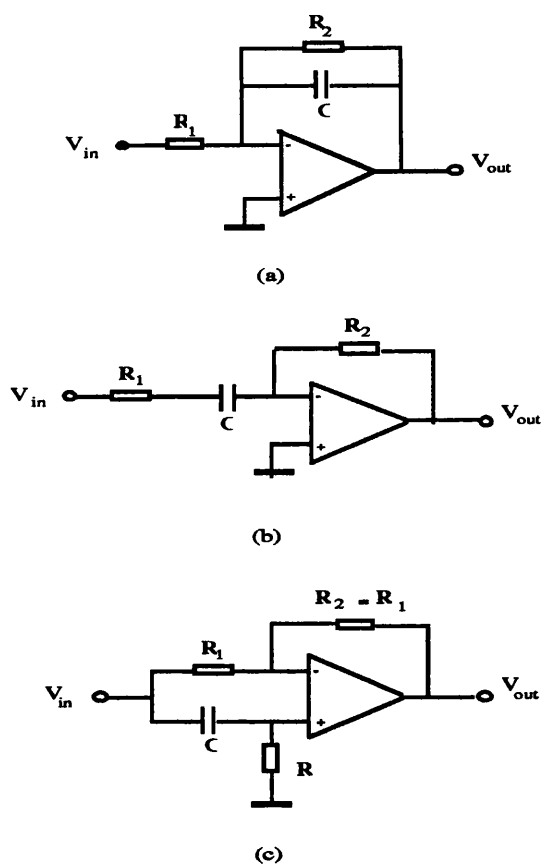 R2
C
R1
Vin
-
+
Vout
(a)
R2
R1
Vin
C
-
+
Vout
(b)
R2 = R1
R1
Vin
-
+
Vout
C
R
(c)